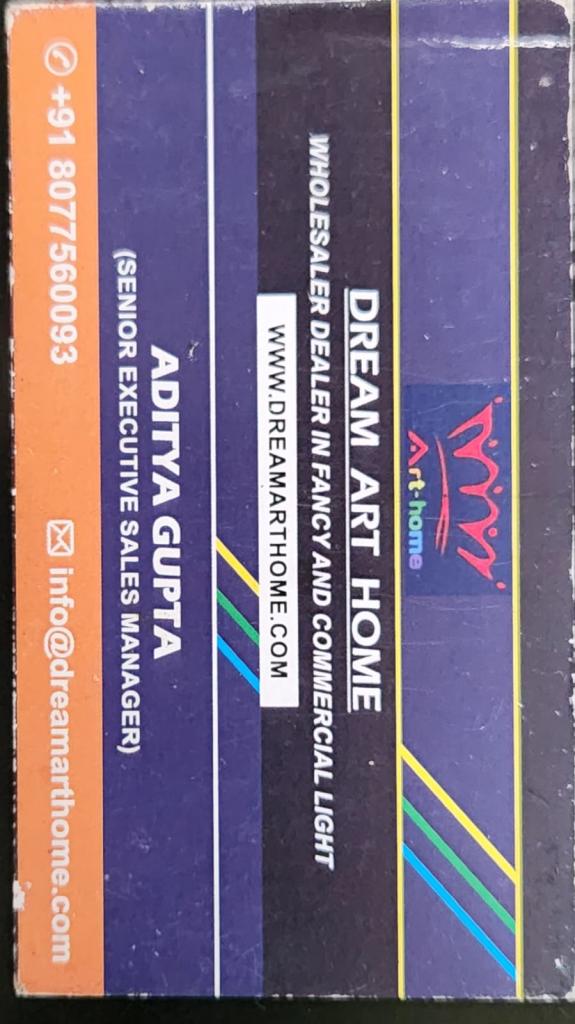 Art-home
DREAM ART HOME
WHOLESALER DEALER IN FANCY AND COMMERCIAL LIGHT
WWW.DREAMARTHOME.COM
ADITYA GUPTA
(SENIOR EXECUTIVE SALES MANAGER)
+91 8077560093
info@dreamarthome.com